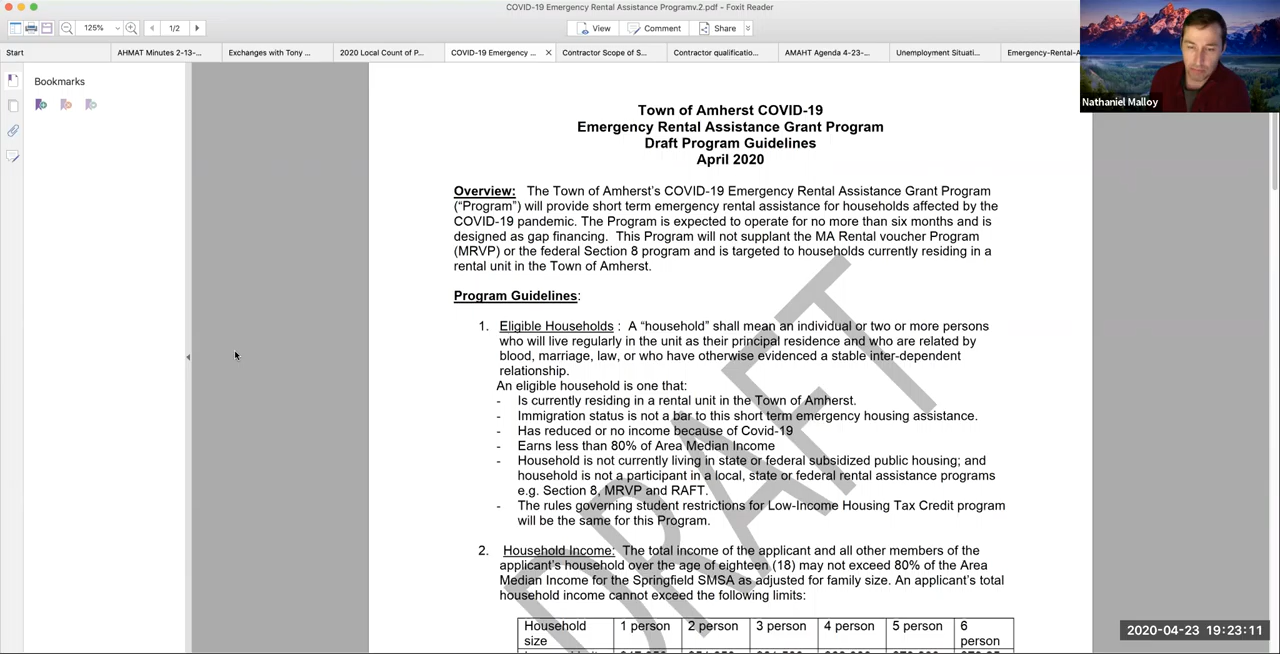 COVID-19 Emergency Rental Assistance Programv.2.pdf - Foxit Reader
125%
1/2
View
Comment
Share
Start
AHMAT Minutes 2-13-...
Exchanges with Tony ...
2020 Local Count of P...
COVID-19 Emergency ...
Contractor Scope of S...
Contractor qualificatio...
AMAHT Agenda 4-23-...
Unemployment Situati...
Emergency-Rental-A
Bookmarks
Nathaniel Malloy
Town of Amherst COVID-19
Emergency Rental Assistance Grant Program
Draft Program Guidelines
April 2020
Overview: The Town of Amherst's COVID-19 Emergency Rental Assistance Grant Program
("Program") will provide short term emergency rental assistance for households affected by the
COVID-19 pandemic. The Program is expected to operate for no more than six months and is
designed as gap financing. This Program will not supplant the MA Rental voucher Program
(MRVP) or the federal Section 8 program and is targeted to households currently residing in a
rental unit in the Town of Amherst.
Program Guidelines:
1. Eligible Households : A "household" shall mean an individual or two or more persons
who will live regularly in the unit as their principal residence and who are related by
blood, marriage, law, or who have otherwise evidenced a stable inter-dependent
relationship.
An eligible household is one that:
- Is currently residing in a rental unit in the Town of Amherst.
- Immigration status is not a bar to this short term emergency housing assistance.
- Has reduced or no income because of Covid-19
- Earns less than 80% of Area Median Income
- Household is not currently living in state or federal subsidized public housing; and
household is not a participant in a local, state or federal rental assistance programs
e.g. Section 8, MRVP and RAFT.
- The rules governing student restrictions for Low-Income Housing Tax Credit program
will be the same for this Program.
2. Household Income: The total income of the applicant and all other members of the
applicant's household over the age of eighteen (18) may not exceed 80% of the Area
Median Income for the Springfield SMSA as adjusted for family size. An applicant's total
household income cannot exceed the following limits:
Household size 1 person 2 person 3 person 4 person 5 person 6 person
DRAFT
2020-04-23 19:23:11